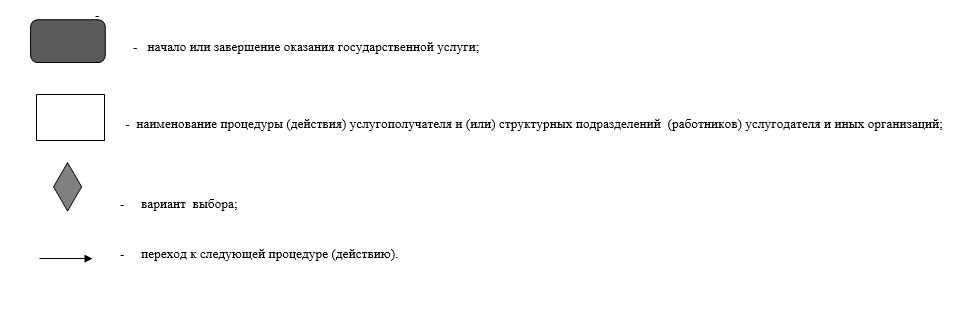 -
- начало или завершение оказания государственной услуги;
- наименование процедуры (действия) услугополучателя и (или) структурных подразделений (работников) услугодателя и иных организаций;
- вариант выбора;
- переход к следующей процедуре (действию).